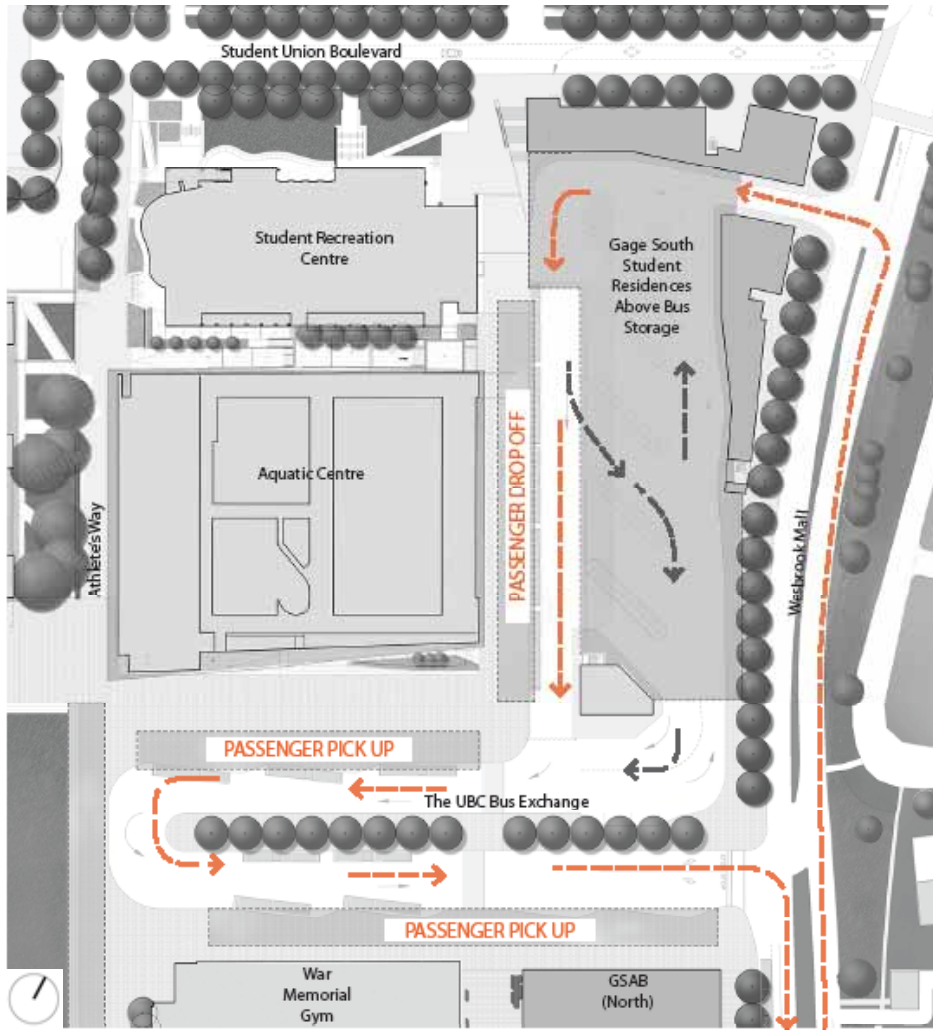 Student Union Boulevard
Student Recreation
Centre
Gage South
Student
Residences
Above Bus
Storage
Aquatic Centre
PASSENGER DROP OFF
Athlete's Way
Wesbrook Mall
PASSENGER PICK UP
The UBC Bus Exchange
PASSENGER PICK UP
War
Memorial
Gym
GSAB
(North)